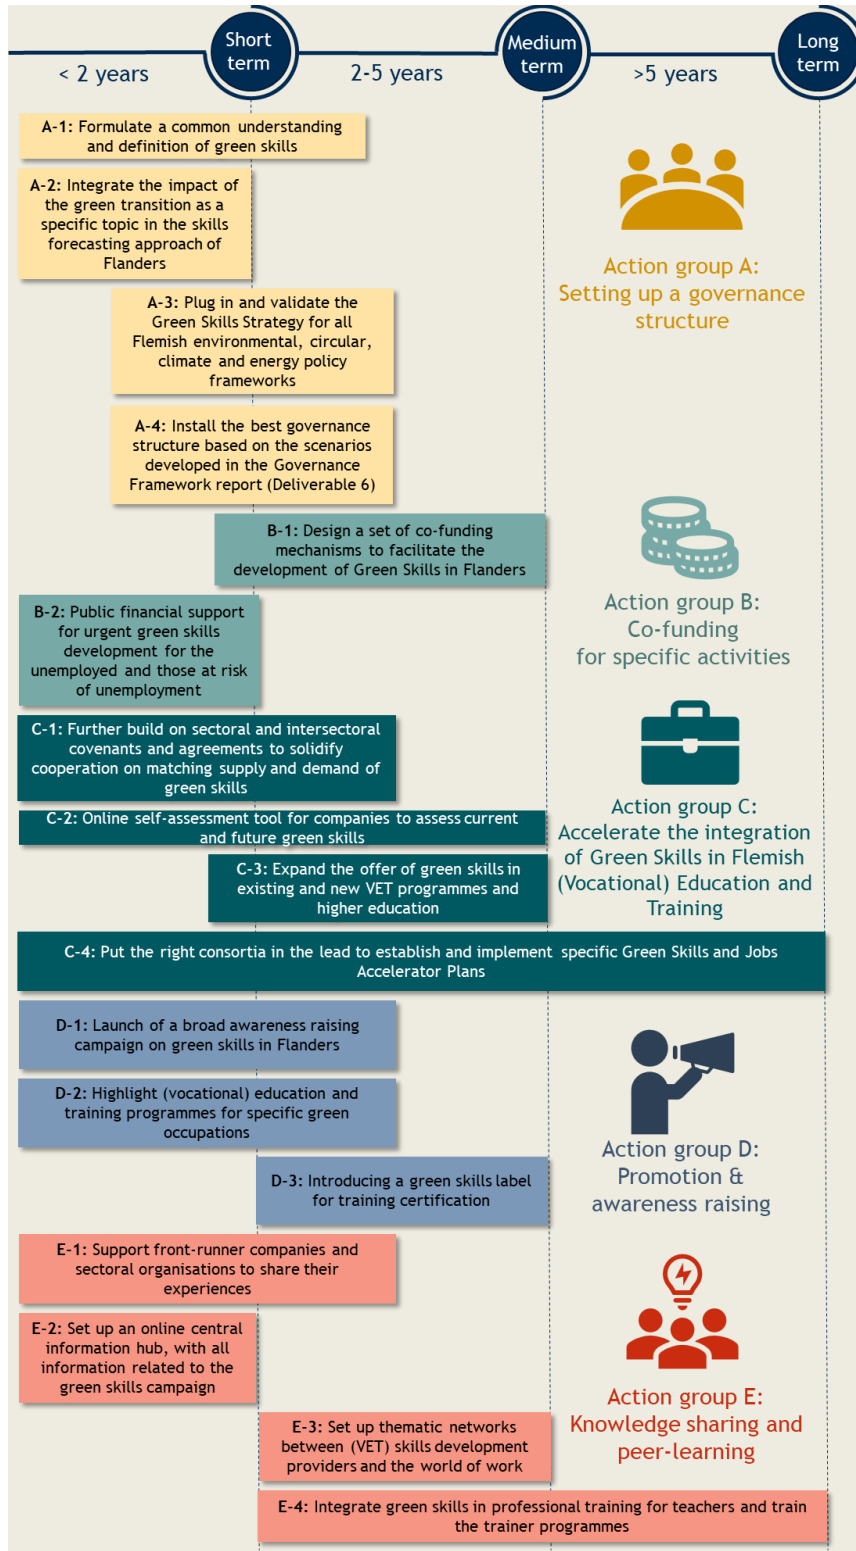 Short
term
Medium
term
Long
term
< 2 years
2-5 years
>5 years
A-1: Formulate a common understanding
and definition of green skills
A-2: Integrate the impact of
the green transition as a
specific topic in the skills
forecasting approach of
Flanders
A-3: Plug in and validate the
Green Skills Strategy for all
Flemish environmental, circular,
climate and energy policy
frameworks
A-4: Install the best governance
structure based on the scenarios
developed in the Governance
Framework report (Deliverable 6)
Action group A:
Setting up a governance
structure
B-1: Design a set of co-funding
mechanisms to facilitate the
development of Green Skills in Flanders
B-2: Public financial support
for urgent green skills
development for the
unemployed and those at risk
of unemployment
Action group B:
Co-funding
for specific activities
C-1: Further build on sectoral and intersectoral
covenants and agreements to solidify
cooperation on matching supply and demand of
green skills
C-2: Online self-assessment tool for companies to assess current
and future green skills
C-3: Expand the offer of green skills in
existing and new VET programmes and
higher education
Action group C:
Accelerate the integration
of Green Skills in Flemish
(Vocational) Education and
Training
C-4: Put the right consortia in the lead to establish and implement specific Green Skills and Jobs
Accelerator Plans
D-1: Launch of a broad awareness raising
campaign on green skills in Flanders
D-2: Highlight (vocational) education and
training programmes for specific green
occupations
D-3: Introducing a green skills label
for training certification
Action group D:
Promotion &
awareness raising
E-1: Support front-runner companies and
sectoral organisations to share their
experiences
E-2: Set up an online central
information hub, with all
information related to the
green skills campaign
E-3: Set up thematic networks
between (VET) skills development
providers and the world of work
Action group E:
Knowledge sharing and
peer-learning
E-4: Integrate green skills in professional training for teachers and train
the trainer programmes